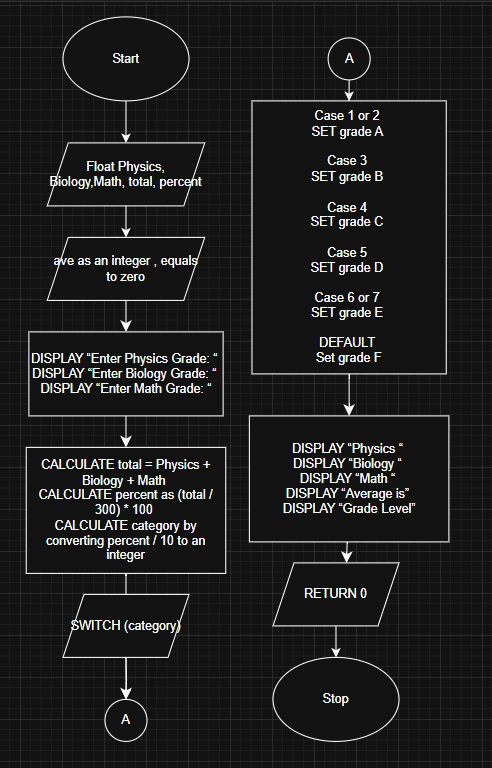 Start
Float Physics,
Biology,Math, total, percent
ave as an integer , equals
to zero
DISPLAY “Enter Physics Grade: “
DISPLAY “Enter Biology Grade: “
DISPLAY “Enter Math Grade: “
CALCULATE total = Physics +
Biology + Math
CALCULATE percent as (total /
300) * 100
CALCULATE category by
converting percent / 10 to an
integer
SWITCH (category)
A
A
Case 1 or 2
SET grade A
Case 3
SET grade B
Case 4
SET grade C
Case 5
SET grade D
Case 6 or 7
SET grade E
DEFAULT
Set grade F
DISPLAY “Physics “
DISPLAY “Biology “
DISPLAY “Math “
DISPLAY “Average is”
DISPLAY “Grade Level”
RETURN 0
Stop